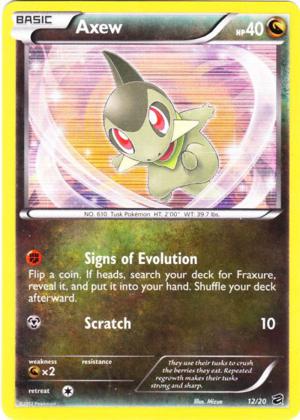 BASIC
Axew
HP40
NO. 610 Tusk Pokémon HT. 2'00" WT. 39.7 lbs.
Signs of Evolution
Flip a coin. If heads, search your deck for Fraxure,
reveal it, and put it into your hand. Shuffle your deck
afterward.
Scratch 10
weakness resistance
×2
retreat
They use their tusks to crush
the berries they eat. Repeated
regrowth makes their tusks
strong and sharp.
Illus. Mizue 12/20
©2012 Pokémon